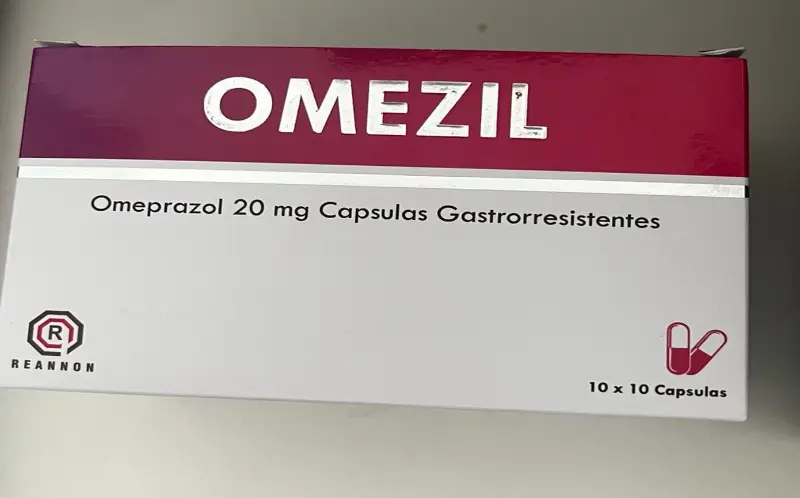 OMEZIL
Omeprazol 20 mg Capsulas Gastrorresistentes
R
REANNON
10 x 10 Capsulas